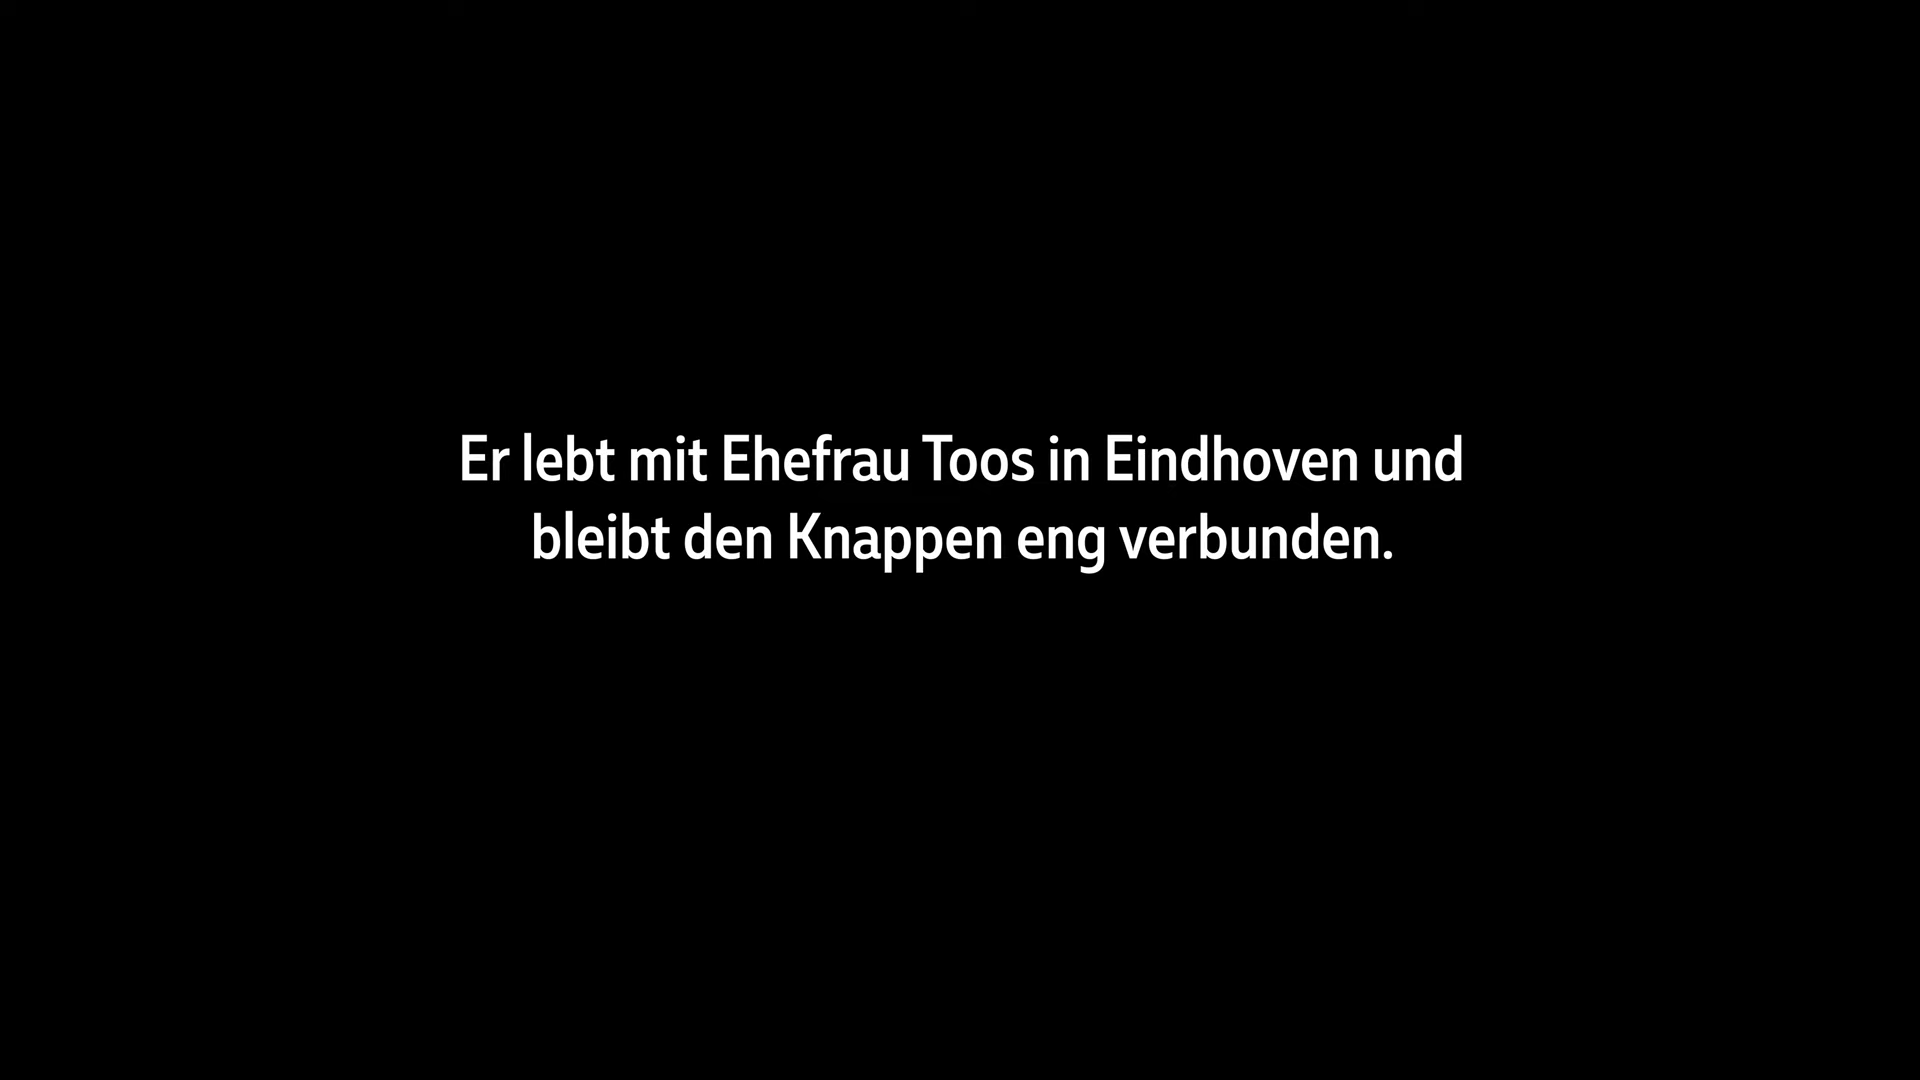 Er lebt mit Ehefrau Toos in Eindhoven und
bleibt den Knappen eng verbunden.